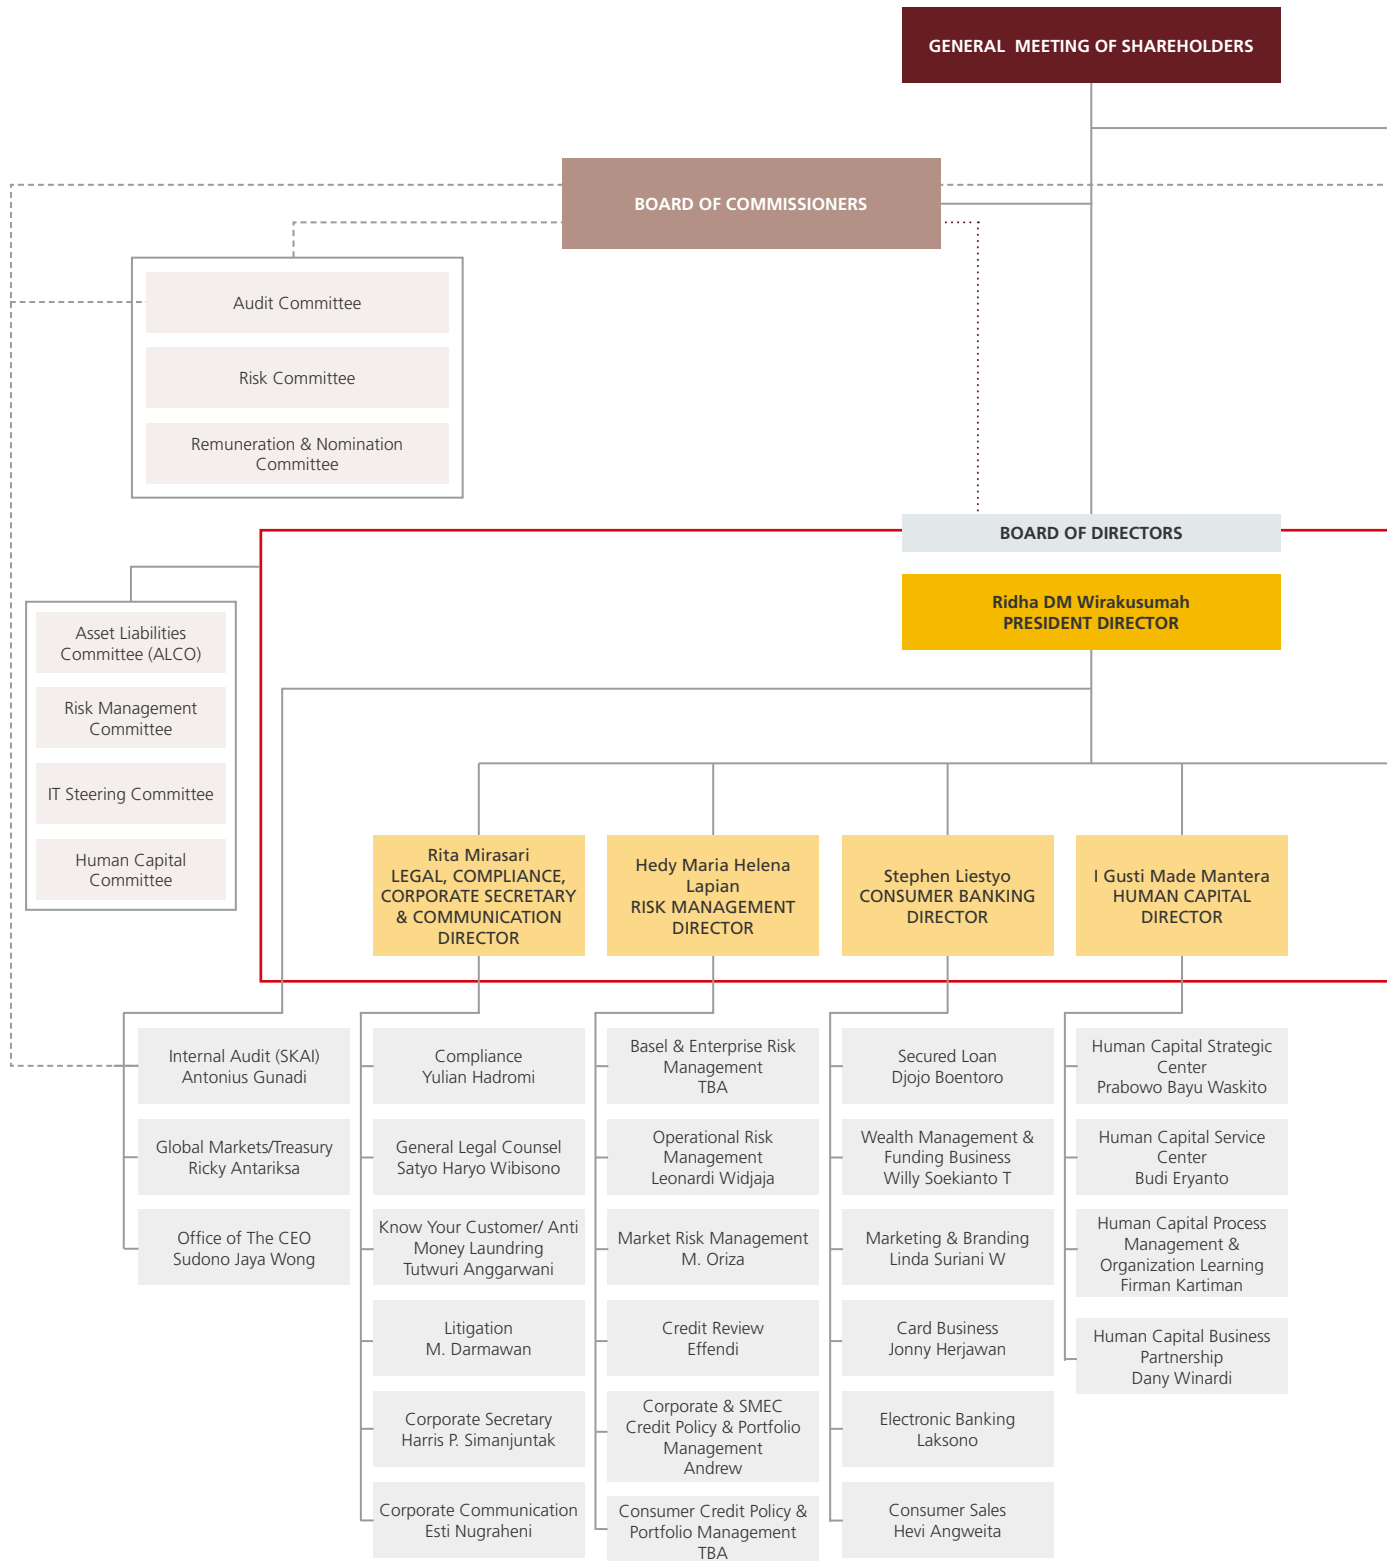 GENERAL MEETING OF SHAREHOLDERS
BOARD OF COMMISSIONERS
Audit Committee
Risk Committee
Remuneration & Nomination
Committee
BOARD OF DIRECTORS
Ridha DM Wirakusumah
PRESIDENT DIRECTOR
Asset Liabilities
Committee (ALCO)
Risk Management
Committee
IT Steering Committee
Human Capital
Committee
Rita Mirasari
LEGAL, COMPLIANCE,
CORPORATE SECRETARY
& COMMUNICATION
DIRECTOR
Hedy Maria Helena
Lapian
RISK MANAGEMENT
DIRECTOR
Stephen Liestyo
CONSUMER BANKING
DIRECTOR
I Gusti Made Mantera
HUMAN CAPITAL
DIRECTOR
Internal Audit (SKAI)
Antonius Gunadi
Global Markets/Treasury
Ricky Antariksa
Office of The CEO
Sudono Jaya Wong
Compliance
Yulian Hadromi
General Legal Counsel
Satyo Haryo Wibisono
Know Your Customer/ Anti
Money Laundring
Tutwuri Anggarwani
Litigation
M. Darmawan
Corporate Secretary
Harris P. Simanjuntak
Corporate Communication
Esti Nugraheni
Basel & Enterprise Risk
Management
TBA
Operational Risk
Management
Leonardi Widjaja
Market Risk Management
M. Oriza
Credit Review
Effendi
Corporate & SMEC
Credit Policy & Portfolio
Management
Andrew
Consumer Credit Policy &
Portfolio Management
TBA
Secured Loan
Djojo Boentoro
Wealth Management &
Funding Business
Willy Soekianto T
Marketing & Branding
Linda Suriani W
Card Business
Jonny Herjawan
Electronic Banking
Laksono
Consumer Sales
Hevi Angweita
Human Capital Strategic
Center
Prabowo Bayu Waskito
Human Capital Service
Center
Budi Eryanto
Human Capital Process
Management &
Organization Learning
Firman Kartiman
Human Capital Business
Partnership
Dany Winardi